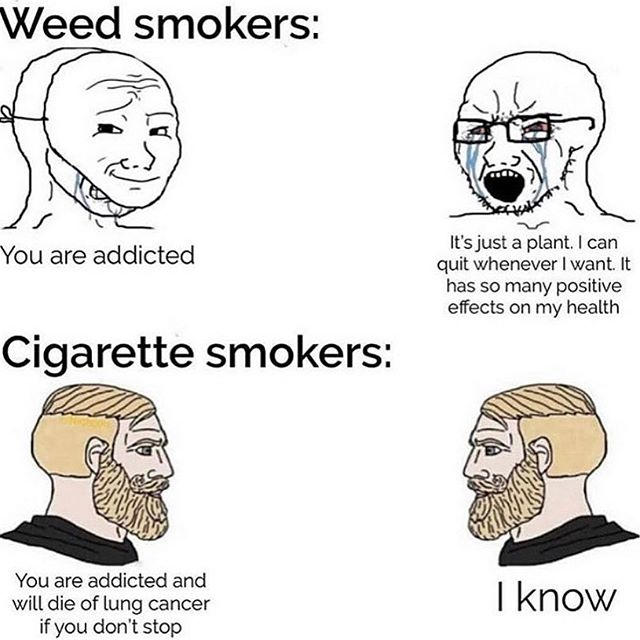 Weed smokers:
You are addicted
It's just a plant. I can
quit whenever I want. It
has so many positive
effects on my health
Cigarette smokers:
You are addicted and
will die of lung cancer
if you don't stop
I know